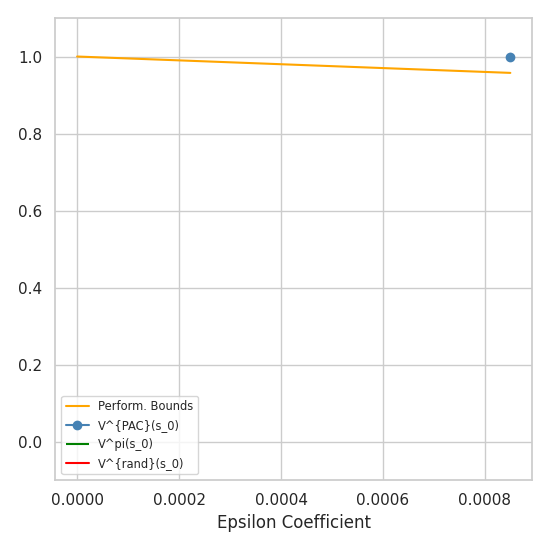 1.0
0.8
0.6
0.4
0.2
0.0
Perform. Bounds
V^{PAC}(s_0)
V^pi(s_0)
V^{rand}(s_0)
0.0000 0.0002 0.0004 0.0006 0.0008
Epsilon Coefficient